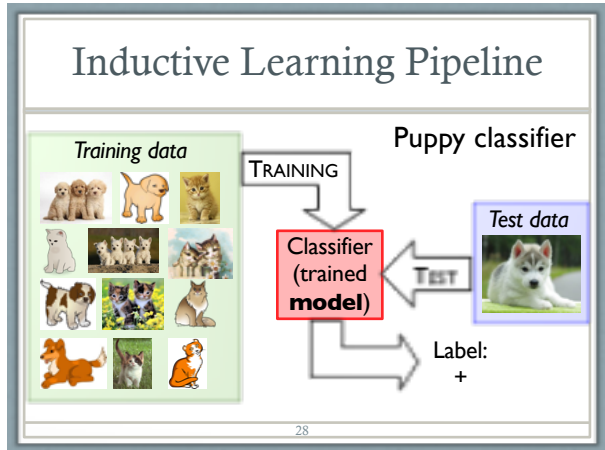 Inductive Learning Pipeline
Puppy classifier
Training data
TRAINING
Test data
Classifier
(trained
model)
TEST
Label:
+
28